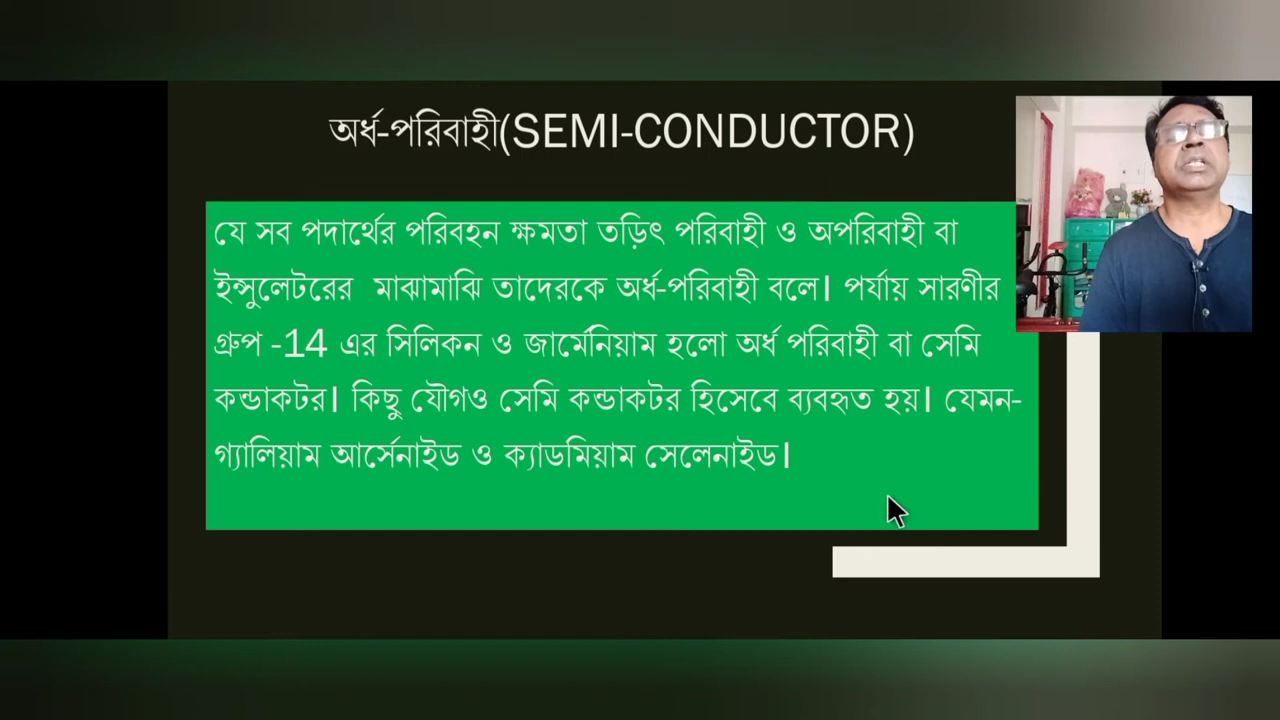 অর্ধ-পরিবাহী(SEMI-CONDUCTOR)
যে সব পদার্থের পরিবহন ক্ষমতা তড়িৎ পরিবাহী ও অপরিবাহী বা
ইন্সুলেটরের মাঝামাঝি তাদেরকে অর্ধ-পরিবাহী বলে। পর্যায় সারণীর
গ্রুপ -14 এর সিলিকন ও জার্মেনিয়াম হলো অর্ধ পরিবাহী বা সেমি
কন্ডাকটর। কিছু যৌগও সেমি কন্ডাকটর হিসেবে ব্যবহৃত হয়। যেমন-
গ্যালিয়াম আর্সেনাইড ও ক্যাডমিয়াম সেলেনাইড।